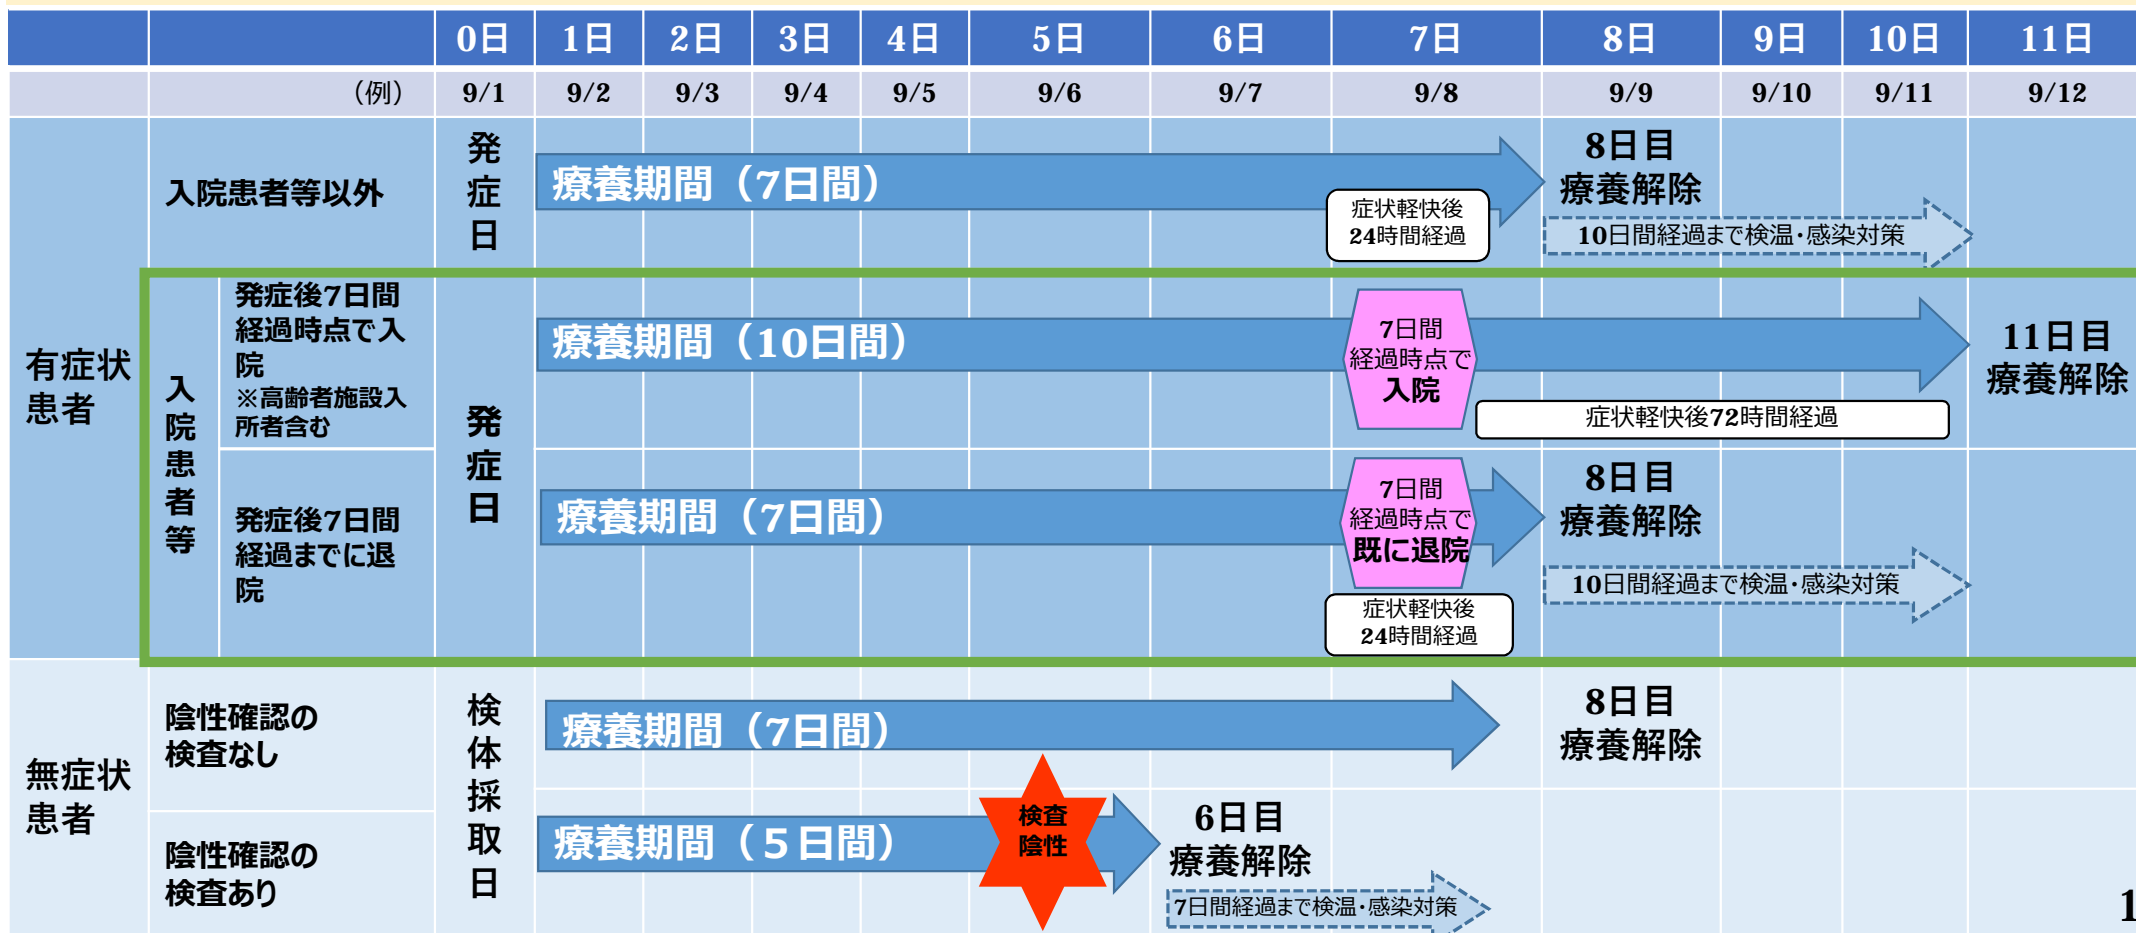 0日 1日 2日 3日 4日 5日 6日 7日 8日 9日 10日 11日
（例） 9/1 9/2 9/3 9/4 9/5 9/6 9/7 9/8 9/9 9/10 9/11 9/12
有症状
患者
入院患者等以外
発症日
療養期間（7日間）
症状軽快後
24時間経過
8日目
療養解除
10日間経過まで検温・感染対策
入院患者等
発症後7日間
経過時点で入
院
※高齢者施設入
所者含む
発症日
療養期間（10日間）
7日間
経過時点で
入院
症状軽快後72時間経過
11日目
療養解除
発症後7日間
経過までに退
院
療養期間（7日間）
7日間
経過時点で
既に退院
症状軽快後
24時間経過
8日目
療養解除
10日間経過まで検温・感染対策
無症状
患者
陰性確認の
検査なし
検体採取日
療養期間（7日間）
8日目
療養解除
陰性確認の
検査あり
療養期間（５日間）
検査
陰性
6日目
療養解除
7日間経過まで検温・感染対策
1